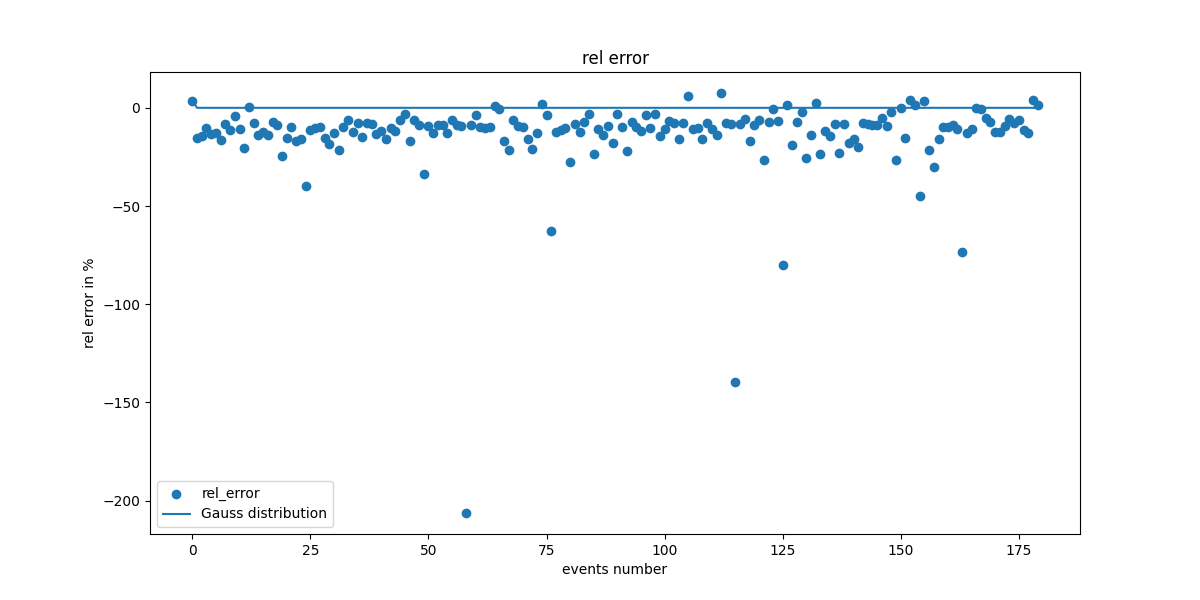 rel error
0
−50
−100
−150
−200
rel error in %
rel_error
Gauss distribution
0
25
50
75
100
125
150
175
events number